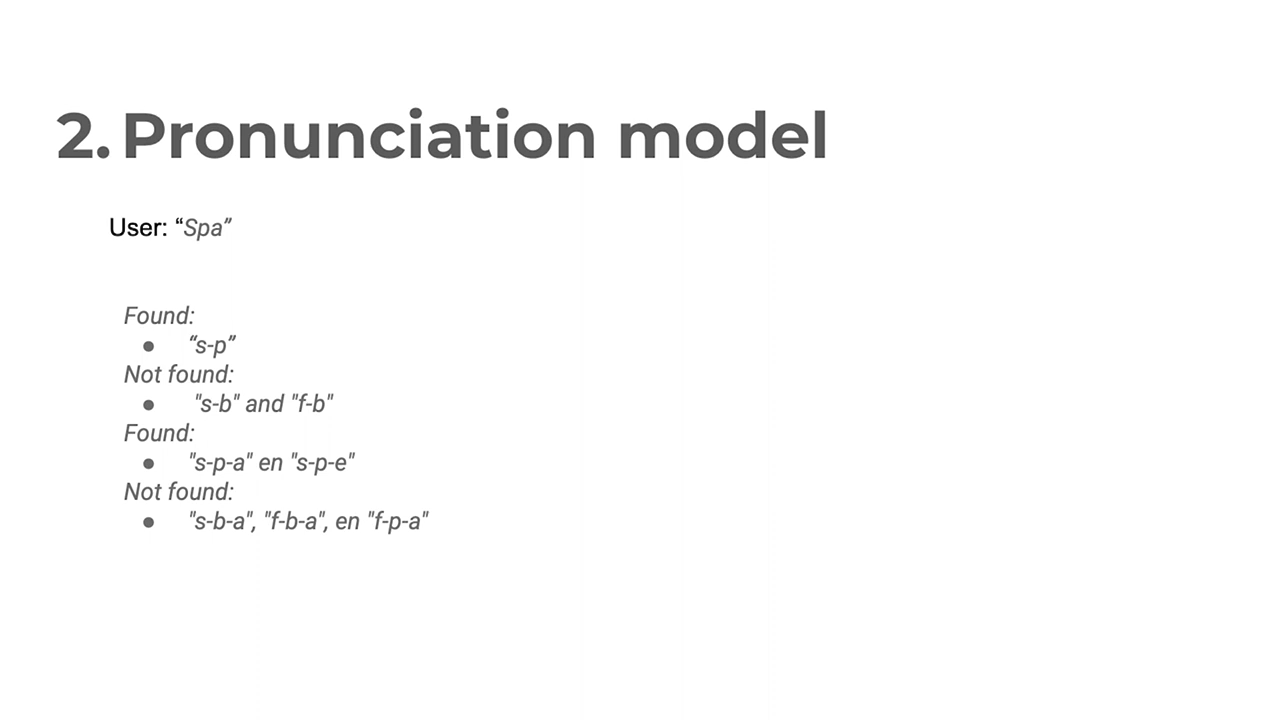 2. Pronunciation model
User: “Spa”
Found:
● “s-p”
Not found:
● "s-b" and "f-b"
Found:
● "s-p-a" en "s-p-e"
Not found:
● "s-b-a", "f-b-a", en "f-p-a"